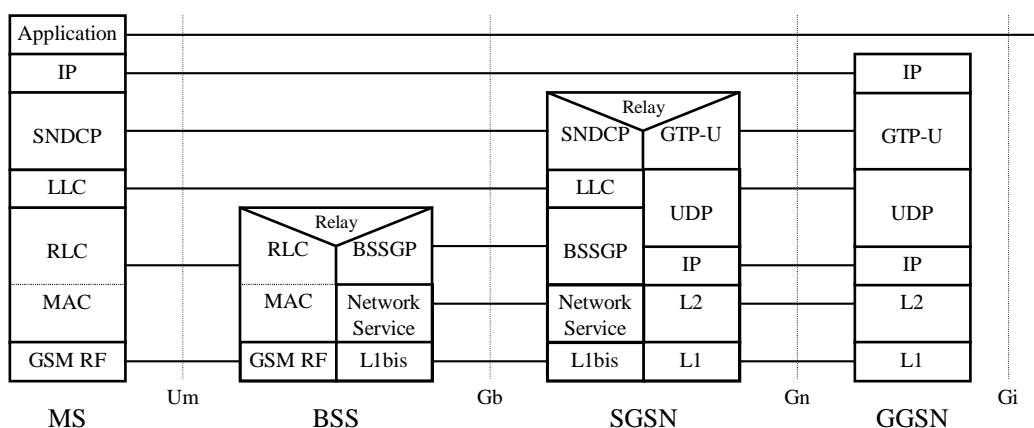 Application
IP
IP
Relay
SNDCP
SNDCP
GTP-U
GTP-U
LLC
LLC
UDP
UDP
Relay
RLC
RLC
BSSGP
BSSGP
IP
IP
MAC
MAC
Network
Service
Network
Service
L2
L2
GSM RF
GSM RF
L1bis
L1bis
L1
L1
Um
Gb
Gn
Gi
MS
BSS
SGSN
GGSN